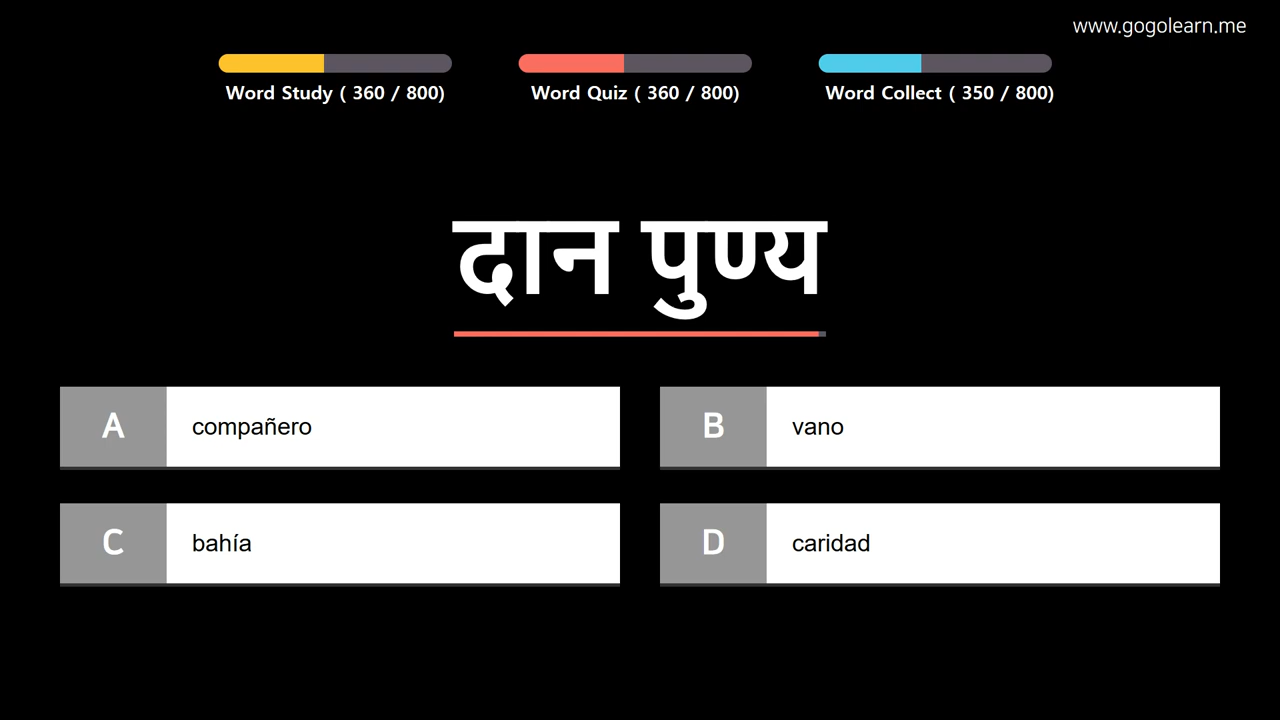 www.gogolearn.me
Word Study ( 360 / 800)
Word Quiz ( 360 / 800)
Word Collect ( 350 / 800)
दान पुण्य
A compañero
B vano
C bahía
D caridad